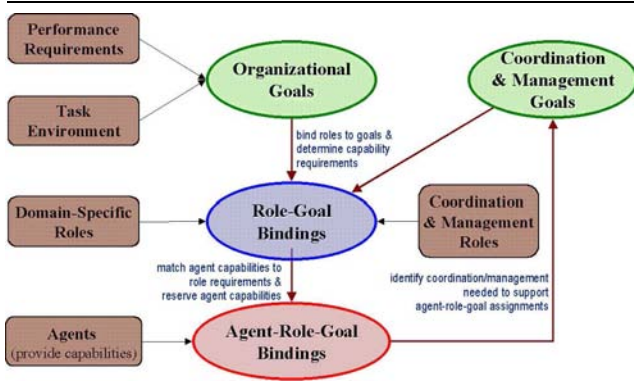 Performance
Requirements
Organizational
Goals
Coordination
& Management
Goals
Task
Environment
bind roles to goals &
determine capability
requirements
Domain-Specific
Roles
Role-Goal
Bindings
Coordination
& Management
Roles
match agent capabilities to
role requirements &
reserve agent capabilities
identify coordination/management
needed to support
agent-role-goal assignments
Agents
(provide capabilities)
Agent-Role-Goal
Bindings